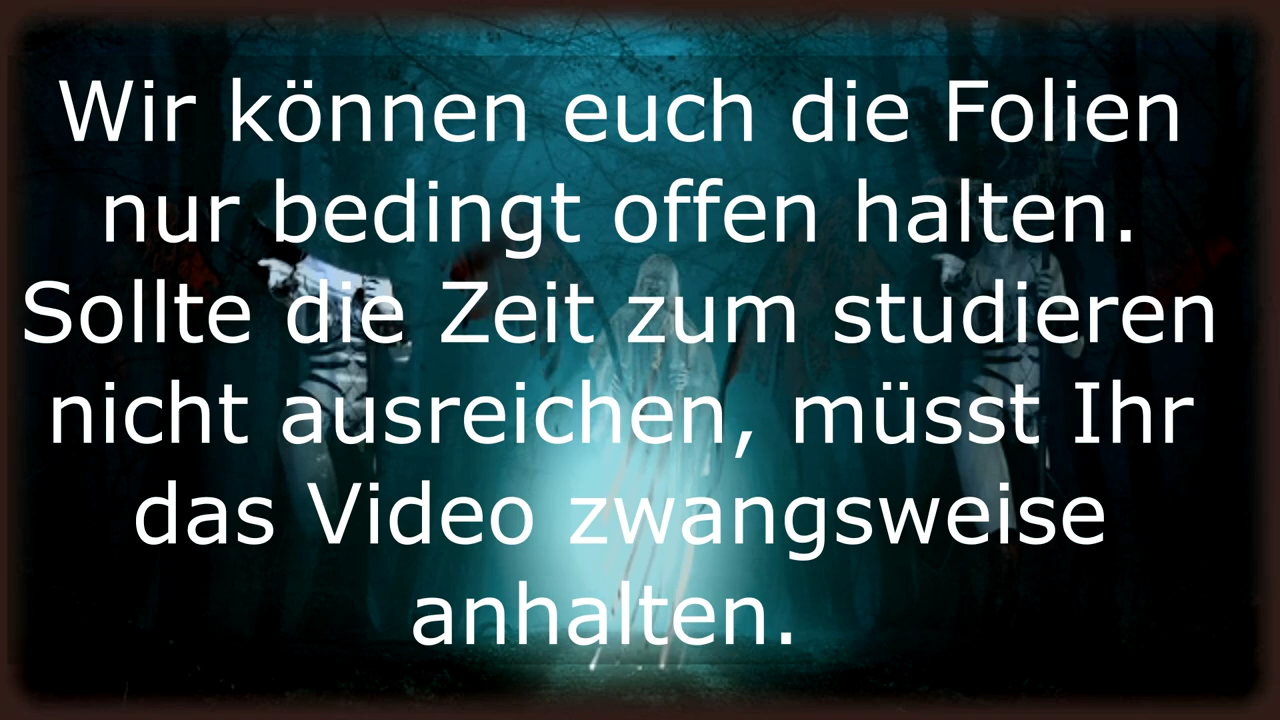 Wir können euch die Folien
nur bedingt offen halten.
Sollte die Zeit zum studieren
nicht ausreichen, müsst Ihr
das Video zwangsweise
anhalten.